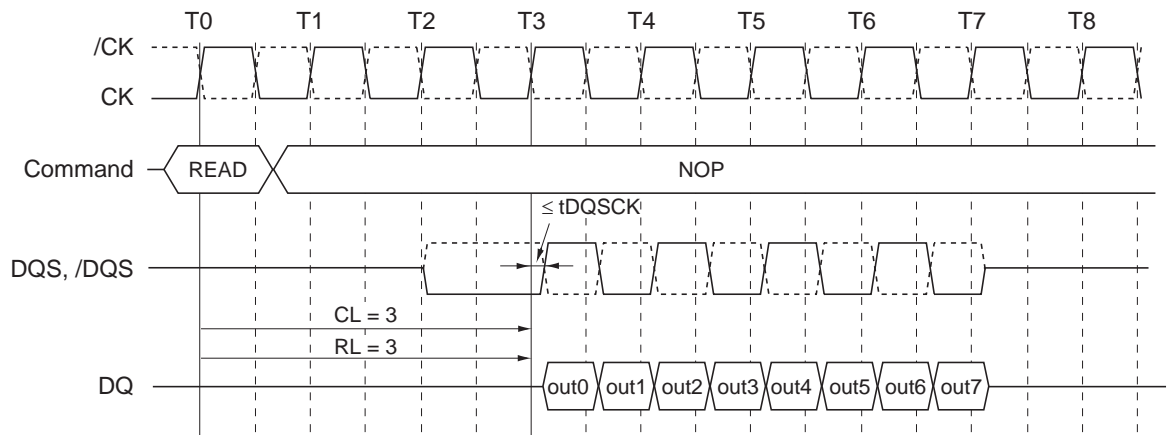 T0 T1 T2 T3 T4 T5 T6 T7 T8
/CK
CK
Command READ NOP
≤ tDQSCK
DQS, /DQS
CL = 3
RL = 3
DQ out0 out1 out2 out3 out4 out5 out6 out7